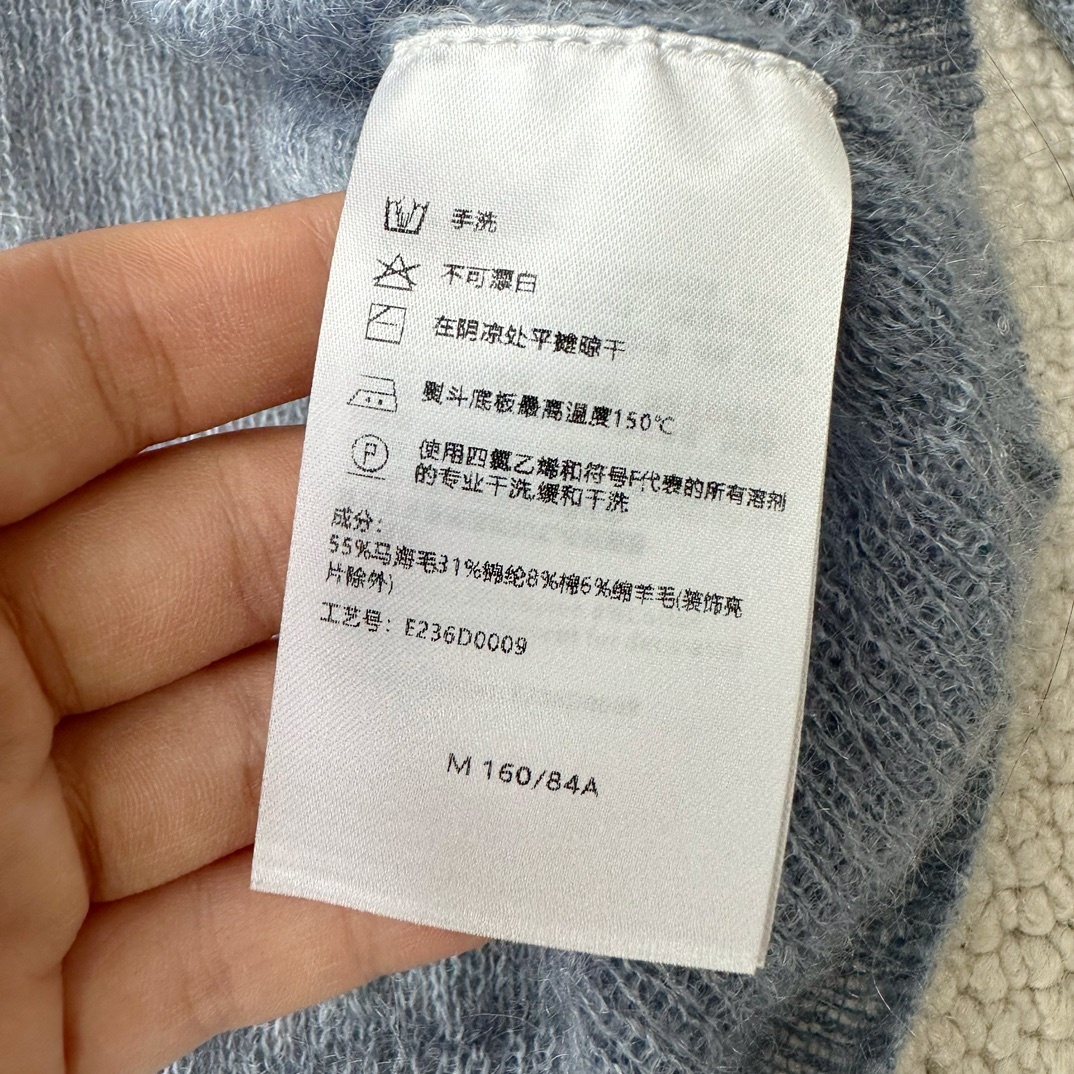 手洗
不可漂白
在阴凉处平摊晾干
熨斗底板最高温度150℃
P
使用四氯乙烯和符号F代表的所有溶剂
的专业干洗,缓和干洗
成分:
55%马海毛31%锦纶8%棉6%绵羊毛(装饰亮
片除外)
工艺号: E236D0009
M 160/84A